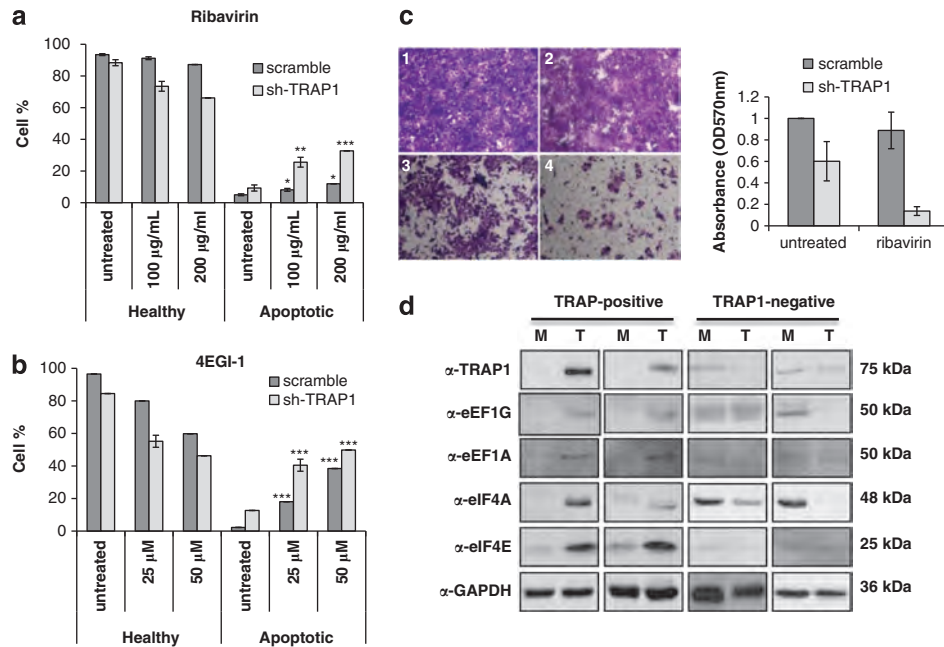 a
Ribavirin
scramble
sh-TRAP1
Cell %
100
80
60
40
20
0
* ** * ***
untreated 100 μg/mL 200 μg/ml untreated 100 μg/mL 200 μg/ml
Healthy Apoptotic
b
4EGI-1
scramble
sh-TRAP1
Cell %
100
80
60
40
20
0
*** *** *** ***
untreated 25 μM 50 μM untreated 25 μM 50 μM
Healthy Apoptotic
c
1 2
3 4
scramble
sh-TRAP1
Absorbance (OD570nm)
1.2
1
0.8
0.6
0.4
0.2
0
untreated ribavirin
d
TRAP-positive TRAP1-negative
M T M T M T M T
α-TRAP1 75 kDa
α-eEF1G 50 kDa
α-eEF1A 50 kDa
α-eIF4A 48 kDa
α-eIF4E 25 kDa
α-GAPDH 36 kDa